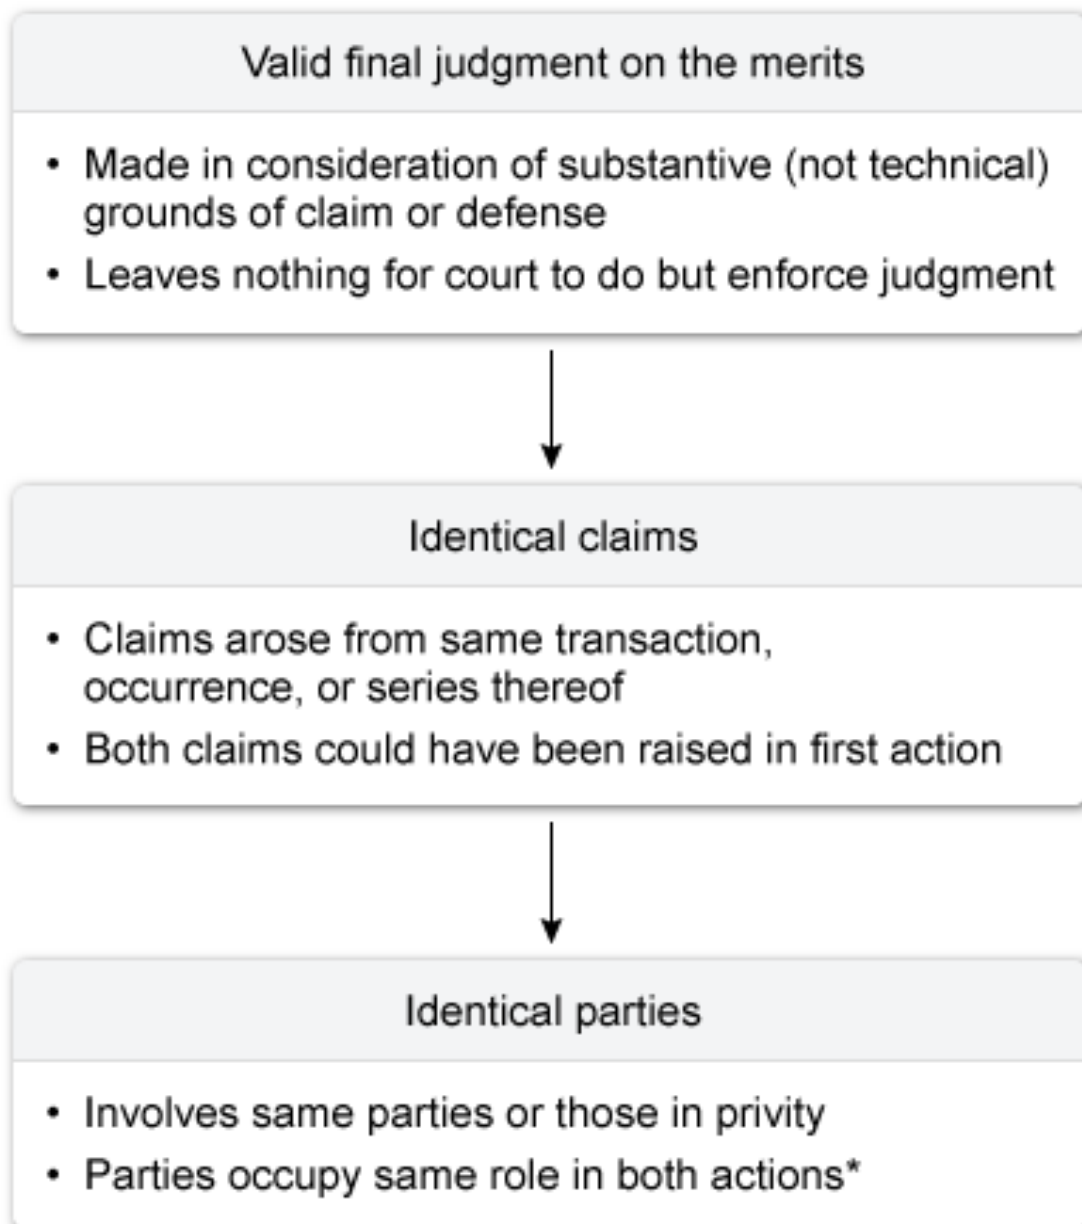 Valid final judgment on the merits
• Made in consideration of substantive (not technical)
grounds of claim or defense
• Leaves nothing for court to do but enforce judgment
Identical claims
• Claims arose from same transaction,
occurrence, or series thereof
• Both claims could have been raised in first action
Identical parties
• Involves same parties or those in privity
• Parties occupy same role in both actions*